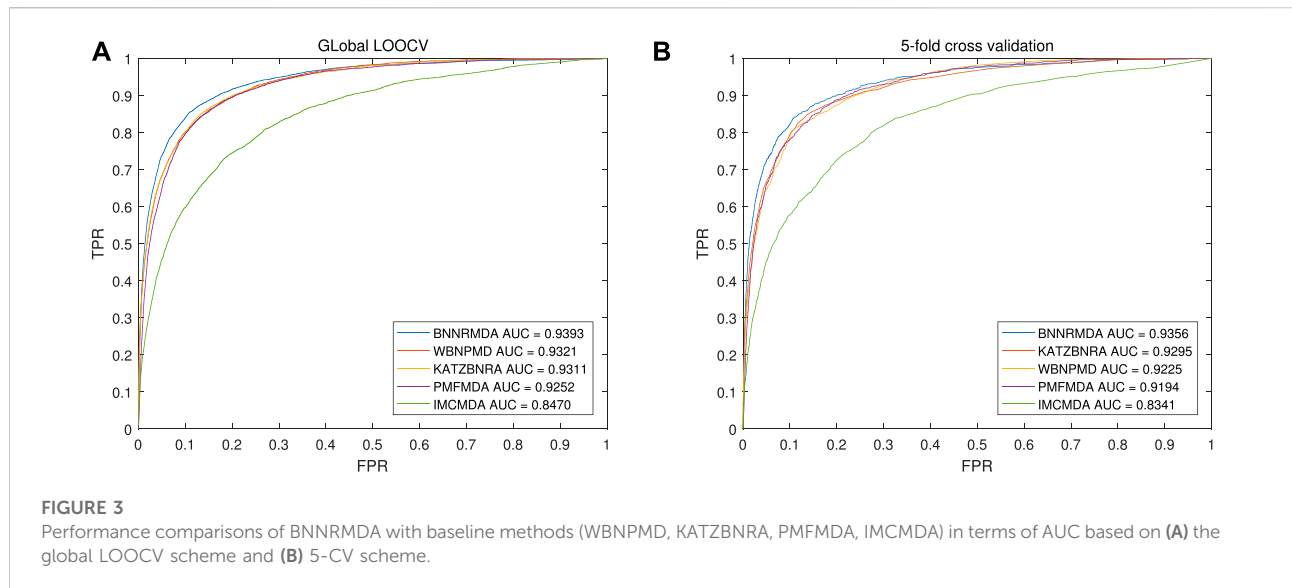 A
GLobal LOOCV
1
0.9
0.8
0.7
0.6
0.5
0.4
0.3
0.2
0.1
0
TPR
0 0.1 0.2 0.3 0.4 0.5 0.6 0.7 0.8 0.9 1
FPR
BNNRMDA AUC = 0.9393
WBNPMD AUC = 0.9321
KATZBNRA AUC = 0.9311
PMFMDA AUC = 0.9252
IMCMDA AUC = 0.8470
B
5-fold cross validation
1
0.9
0.8
0.7
0.6
0.5
0.4
0.3
0.2
0.1
0
TPR
0 0.1 0.2 0.3 0.4 0.5 0.6 0.7 0.8 0.9 1
FPR
BNNRMDA AUC = 0.9356
KATZBNRA AUC = 0.9295
WBNPMD AUC = 0.9225
PMFMDA AUC = 0.9194
IMCMDA AUC = 0.8341
FIGURE 3
Performance comparisons of BNNRMDA with baseline methods (WBNPMD, KATZBNRA, PMFMDA, IMCMDA) in terms of AUC based on (A) the
global LOOCV scheme and (B) 5-CV scheme.